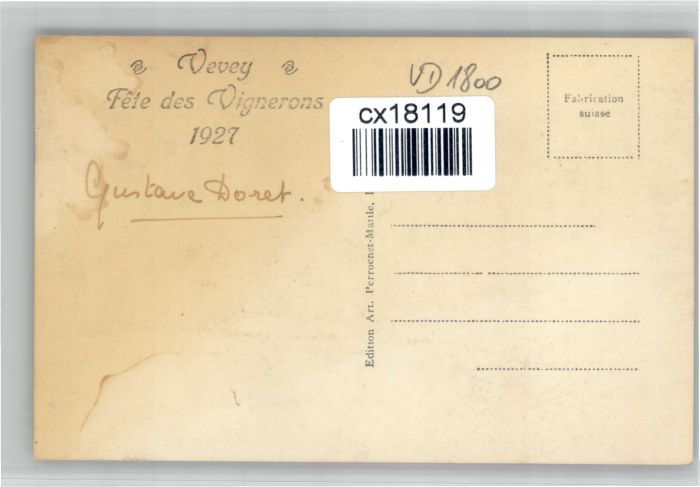 Vevey
Fête des Vignerons
1927
VD 1800
cx18119
Fabrication
suisse
Gustave Doret.
Edition Art. Perrochet-Matile,